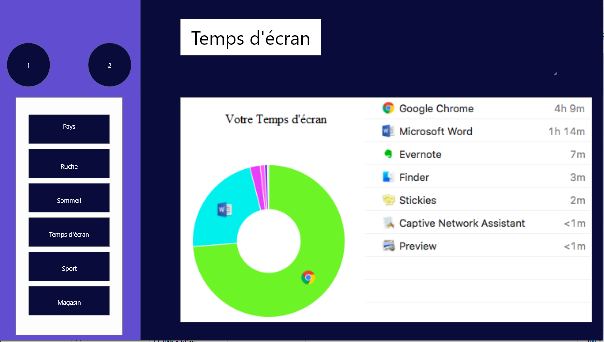 Temps d'écran
1
2
Pays
Ruche
Sommeil
Temps d'écran
Sport
Magasin
Votre Temps d'écran
Google Chrome 4h 9m
Microsoft Word 1h 14m
Evernote 7m
Finder 3m
Stickies 2m
Captive Network Assistant <1m
Preview <1m